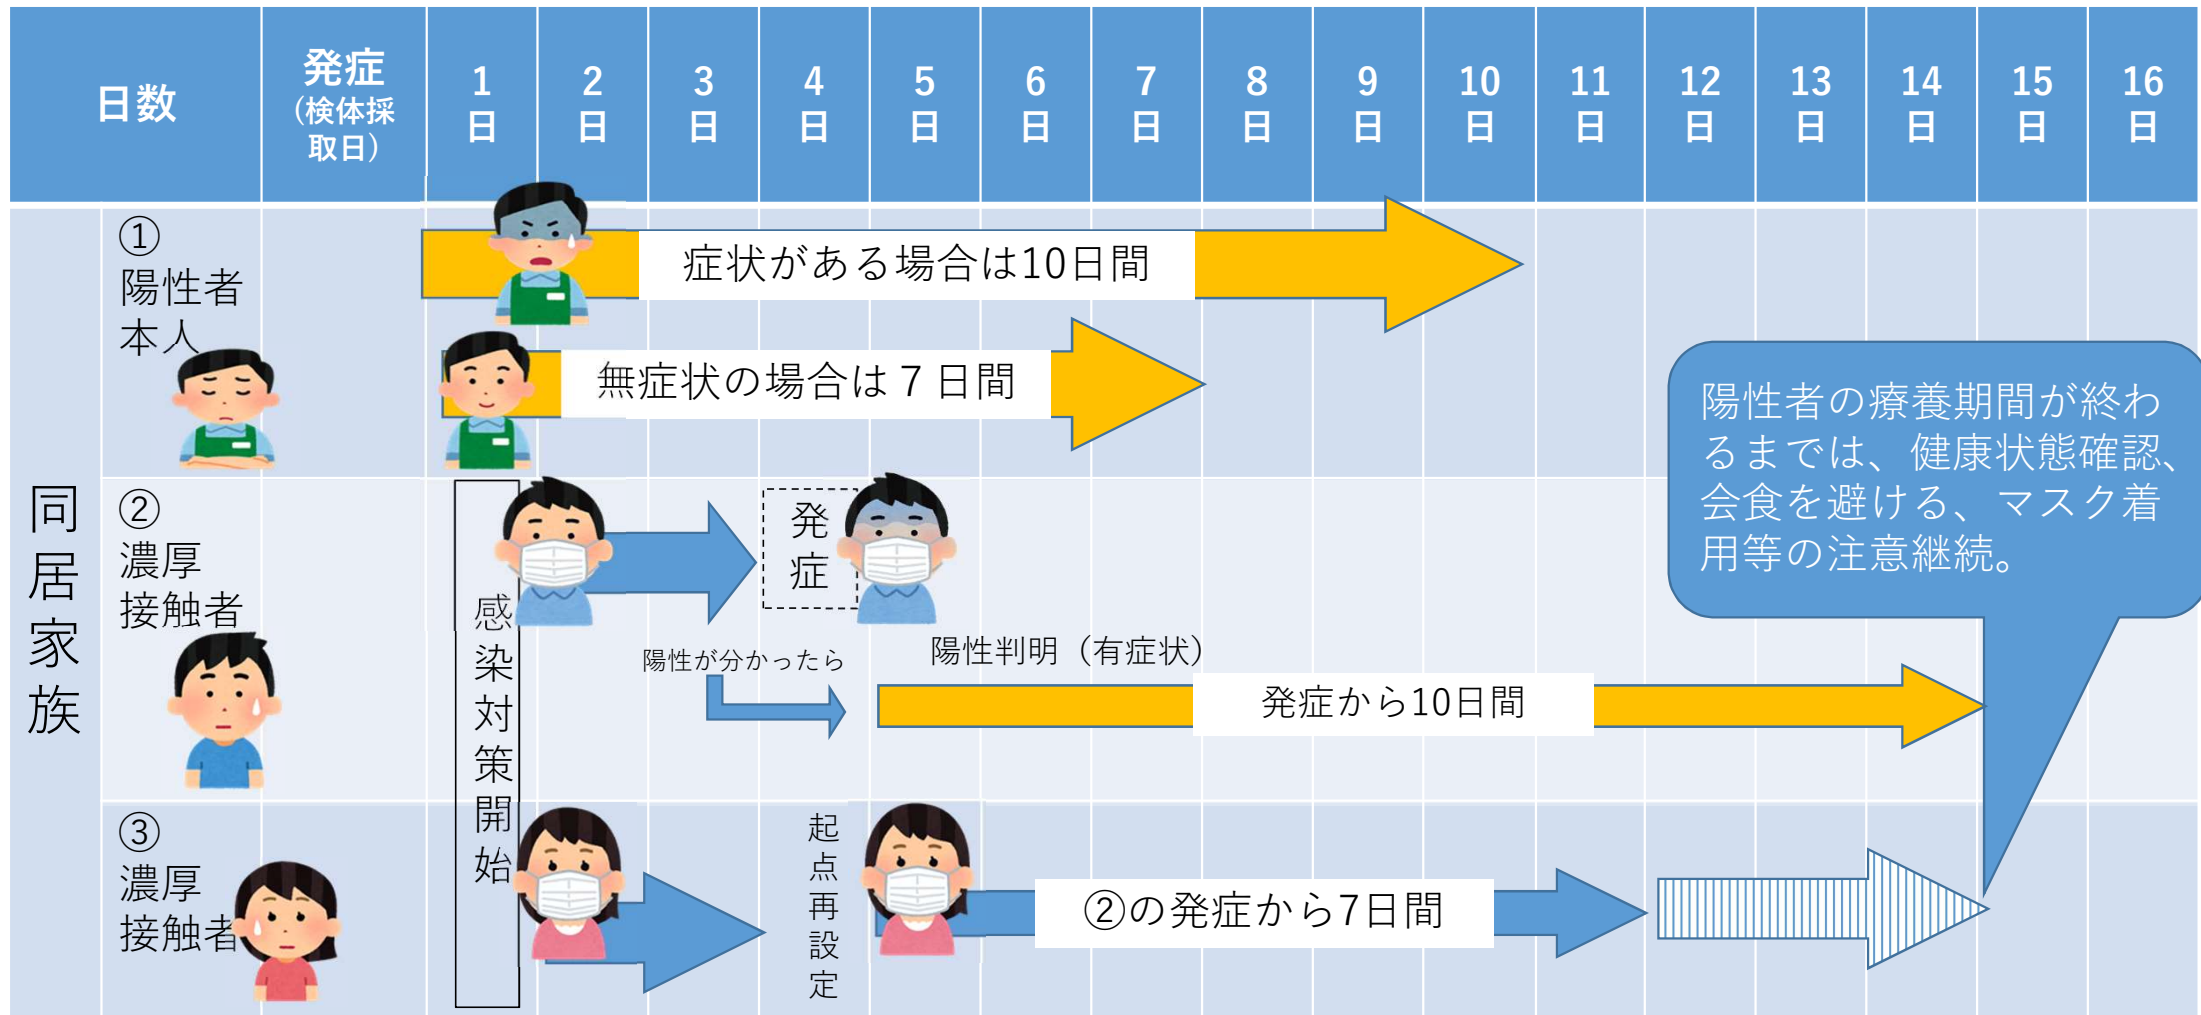 日数
発症
(検体採
取日)
1
日
2
日
3
日
4
日
5
日
6
日
7
日
8
日
9
日
10
日
11
日
12
日
13
日
14
日
15
日
16
日
同居家族
①
陽性者
本人
症状がある場合は10日間
無症状の場合は７日間
②
濃厚
接触者
感染対策開始
発症
陽性が分かったら
陽性判明（有症状）
発症から10日間
陽性者の療養期間が終わ
るまでは、健康状態確認、
会食を避ける、マスク着
用等の注意継続。
③
濃厚
接触者
起点再設定
②の発症から7日間